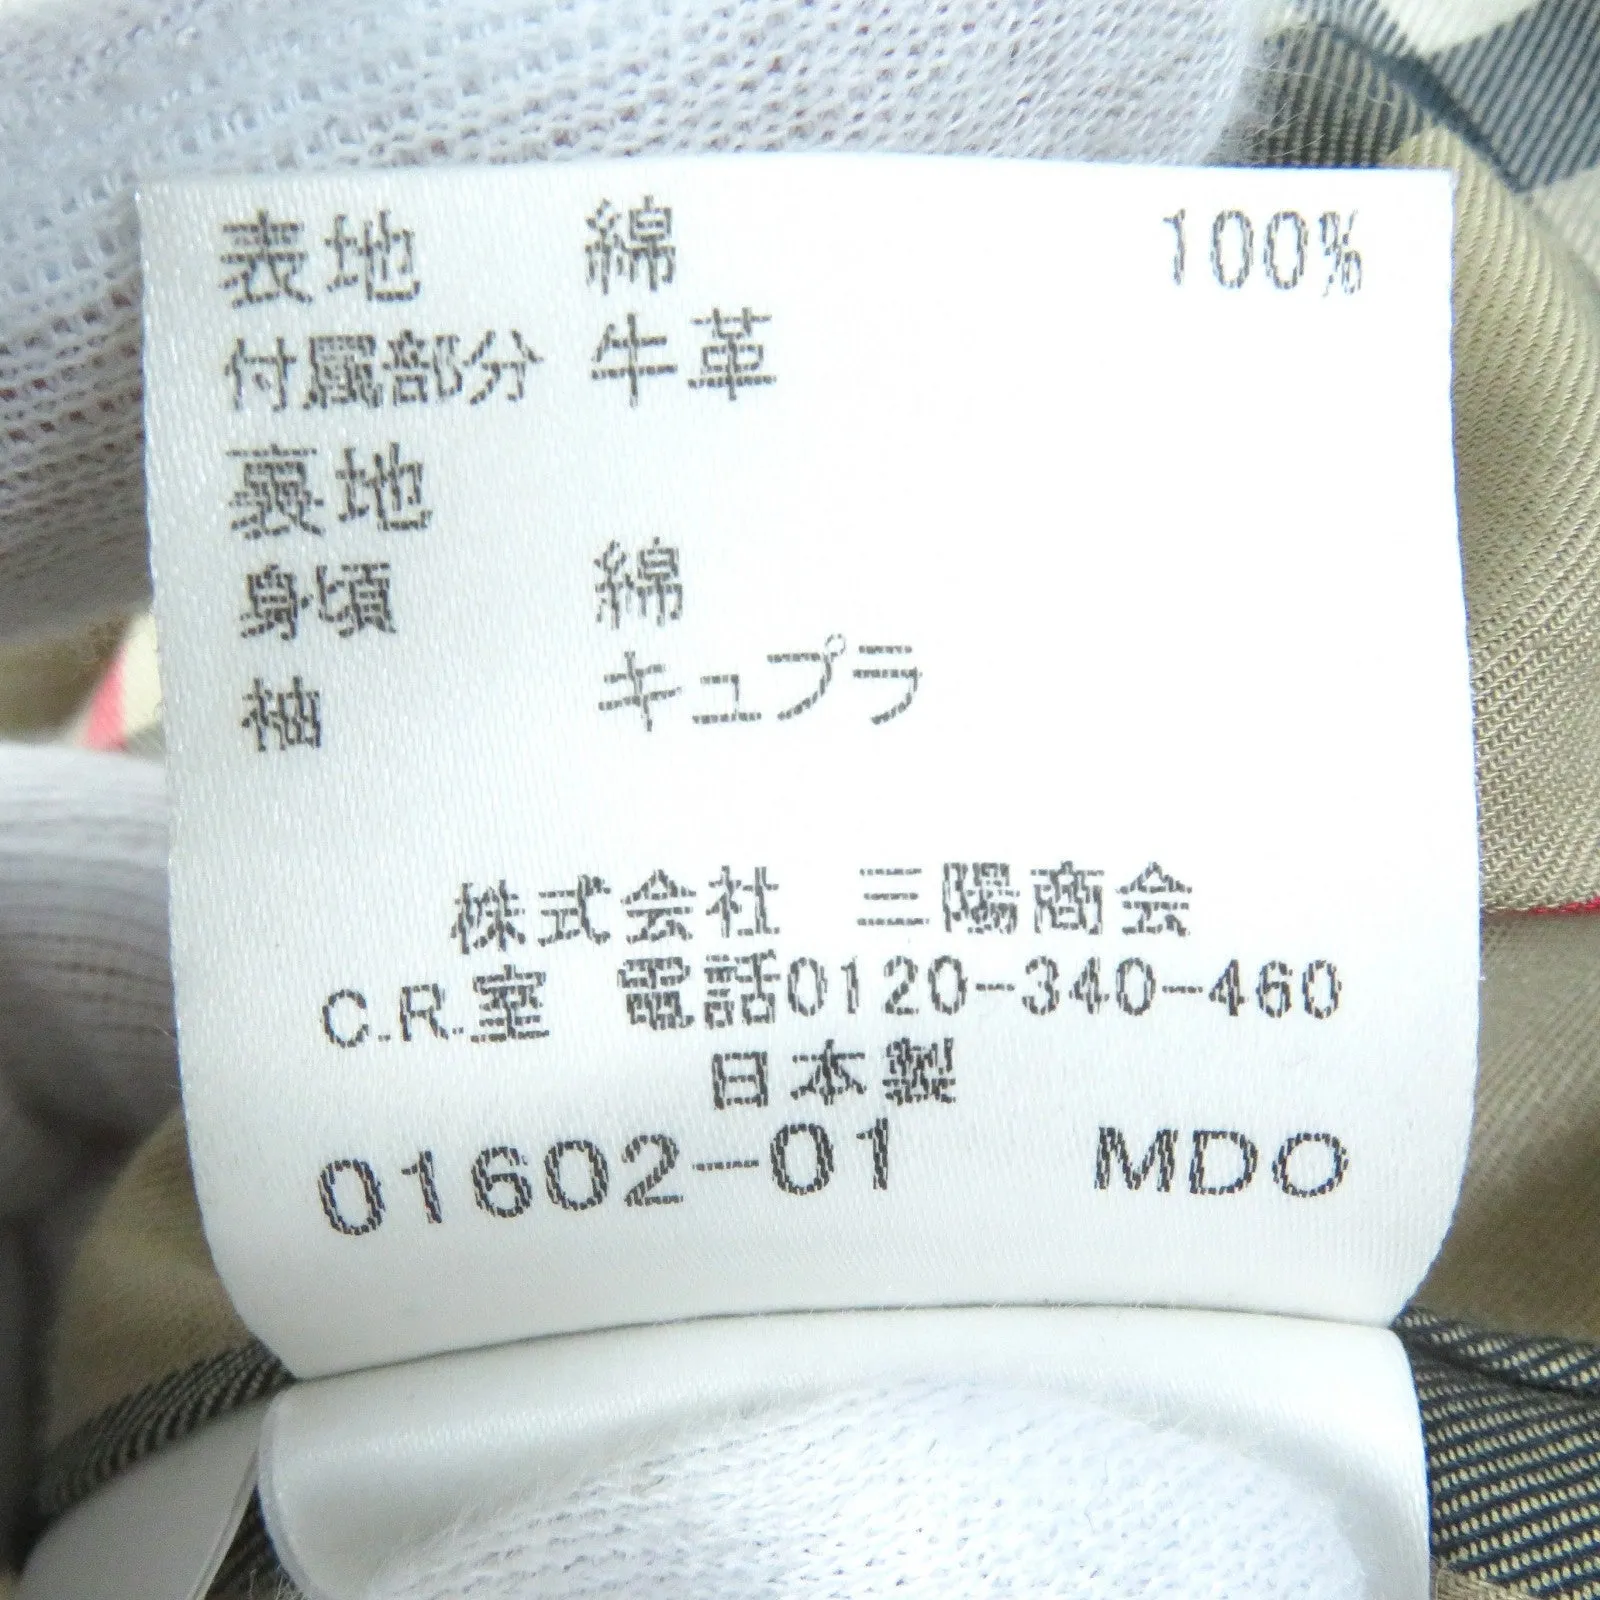 表地 綿 100%
付属部分 牛革
裏地
身頃 綿
袖 キュプラ
株式会社 三陽商会
C.R.室 電話0120-340-460
日本製
01602-01 MDO